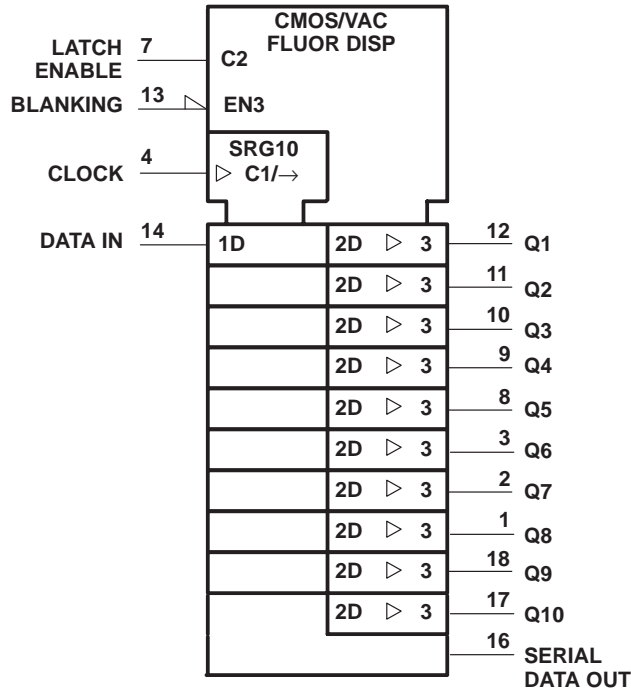 CMOS/VAC
FLUOR DISP
LATCH
ENABLE
7
C2
BLANKING
13
EN3
SRG10
CLOCK
4
C1/→
DATA IN
14
1D
2D 3
12
Q1
2D 3
11
Q2
2D 3
10
Q3
2D 3
9
Q4
2D 3
8
Q5
2D 3
3
Q6
2D 3
2
Q7
2D 3
1
Q8
2D 3
18
Q9
2D 3
17
Q10
16
SERIAL
DATA OUT